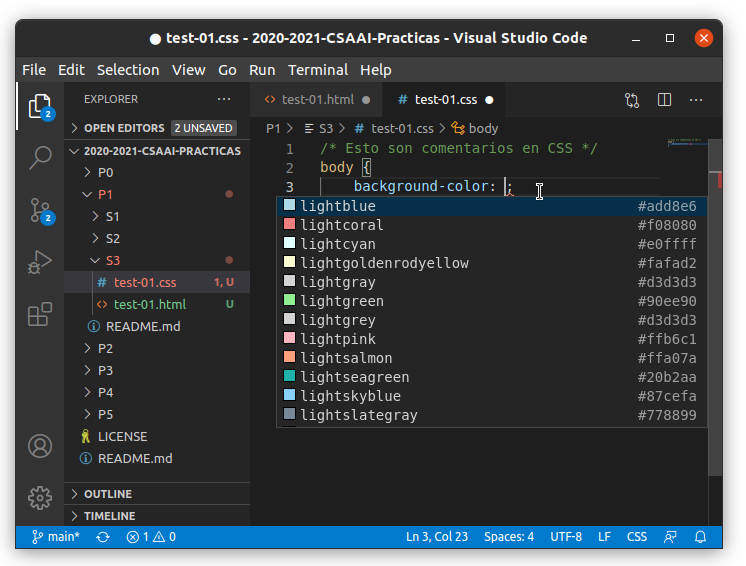 ● test-01.css - 2020-2021-CSAAI-Practicas - Visual Studio Code
File Edit Selection View Go Run Terminal Help
EXPLORER ···
<> test-01.html ●
# test-01.css ●
···
2
OPEN EDITORS 2 UNSAVED
P1 > S3 > # test-01.css > body
2020-2021-CSAAI-PRACTICAS
P0
P1
S1
S2
S3
# test-01.css 1, U
<> test-01.html U
README.md
P2
P3
P4
P5
LICENSE
README.md
OUTLINE
TIMELINE
2
1 /* Esto son comentarios en CSS */
2 body {
3 background-color: ;
lightblue #add8e6
lightcoral #f08080
lightcyan #e0ffff
lightgoldenrodyellow #fafad2
lightgray #d3d3d3
lightgreen #90ee90
lightgrey #d3d3d3
lightpink #ffb6c1
lightsalmon #ffa07a
lightseagreen #20b2aa
lightskyblue #87cefa
lightslategray #778899
main* 1 0 Ln 3, Col 23 Spaces: 4 UTF-8 LF CSS